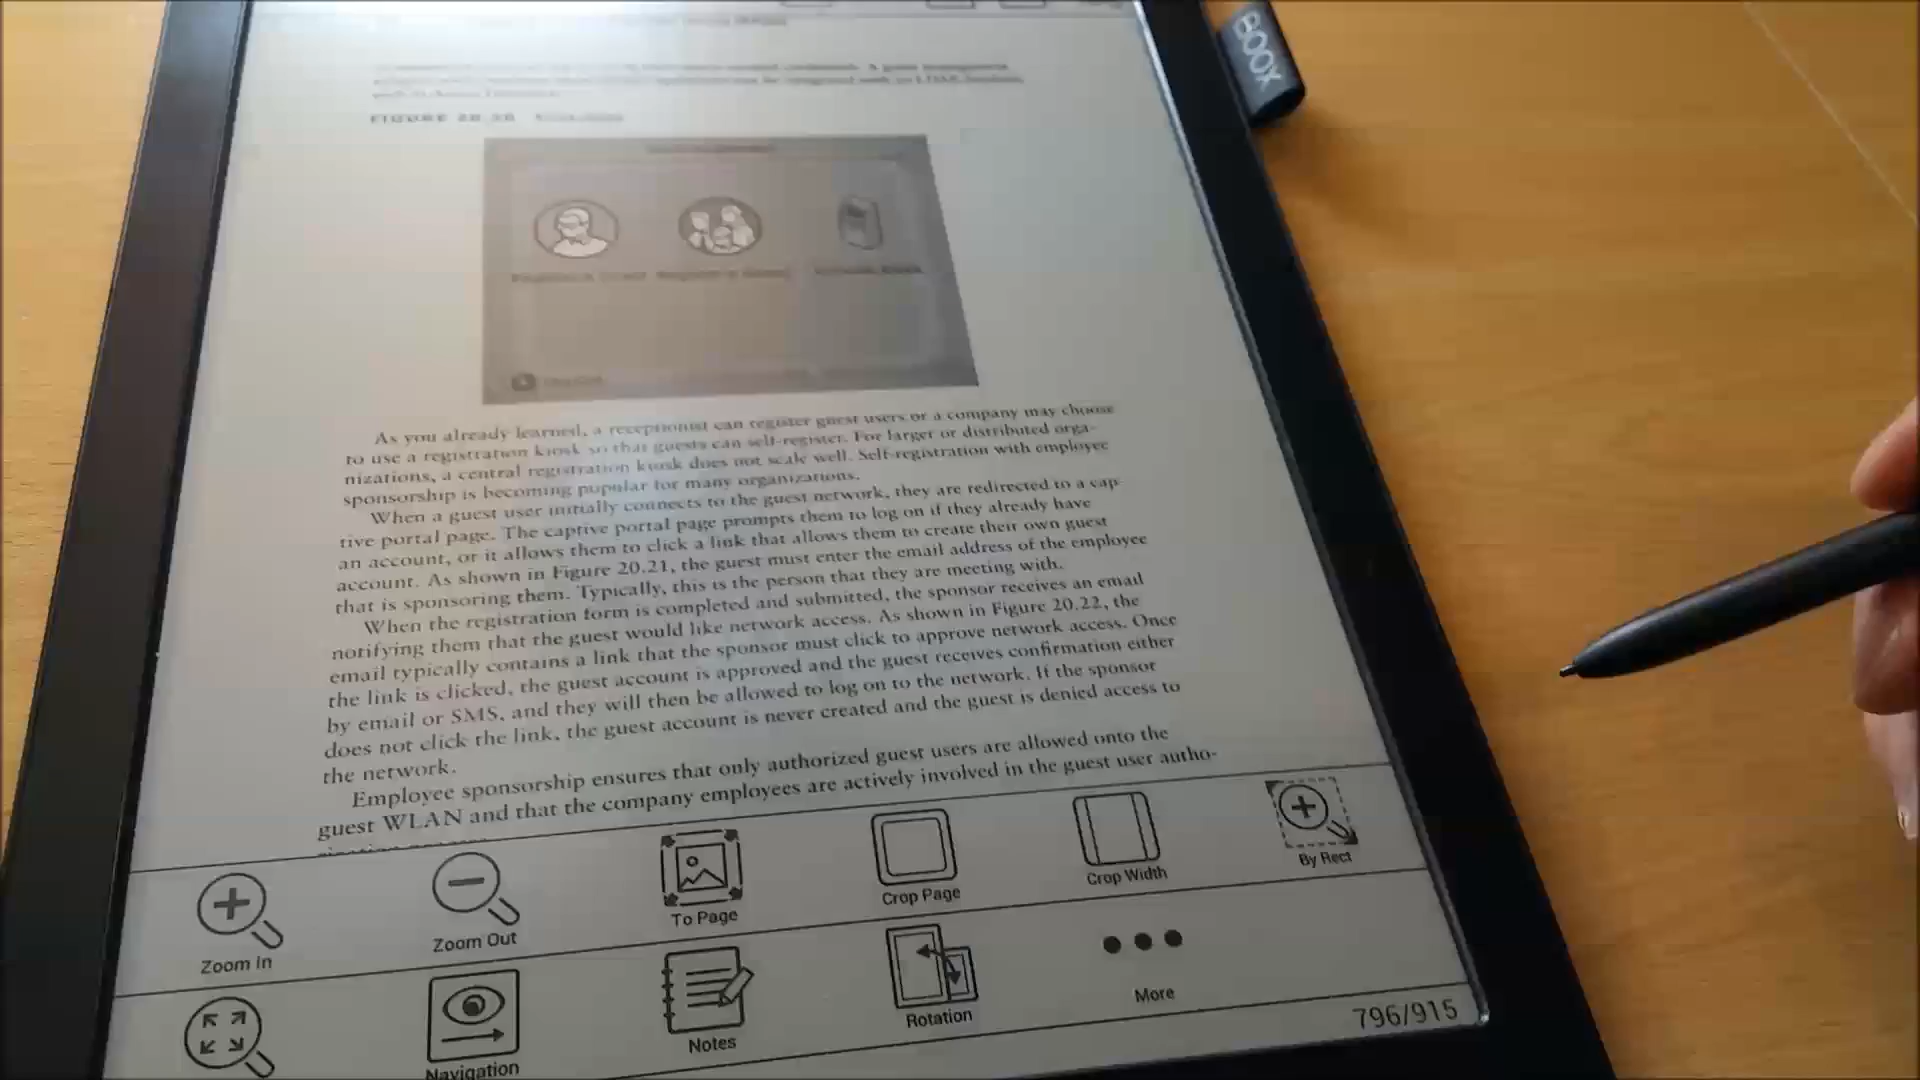 BOOX
FIGURE 20.20
As you already learned, a receptionist can register guest users or a company may choose
to use a registration kiosk so that guests can self-register. For larger or distributed orga-
nizations, a central registration kiosk does not scale well. Self-registration with employee
sponsorship is becoming popular for many organizations.
When a guest user initially connects to the guest network, they are redirected to a cap-
tive portal page. The captive portal page prompts them to log on if they already have
an account, or it allows them to click a link that allows them to create their own guest
account. As shown in Figure 20.21, the guest must enter the email address of the employee
that is sponsoring them. Typically, this is the person that they are meeting with.
When the registration form is completed and submitted, the sponsor receives an email
notifying them that the guest would like network access. As shown in Figure 20.22, the
email typically contains a link that the sponsor must click to approve network access. Once
the link is clicked, the guest account is approved and the guest receives confirmation either
by email or SMS, and they will then be allowed to log on to the network. If the sponsor
does not click the link, the guest account is never created and the guest is denied access to
the network.
Employee sponsorship ensures that only authorized guest users are allowed onto the
guest WLAN and that the company employees are actively involved in the guest user autho-
Zoom In
Zoom Out
To Page
Crop Page
Crop Width
By Rect
Navigation
Notes
Rotation
More
796/915